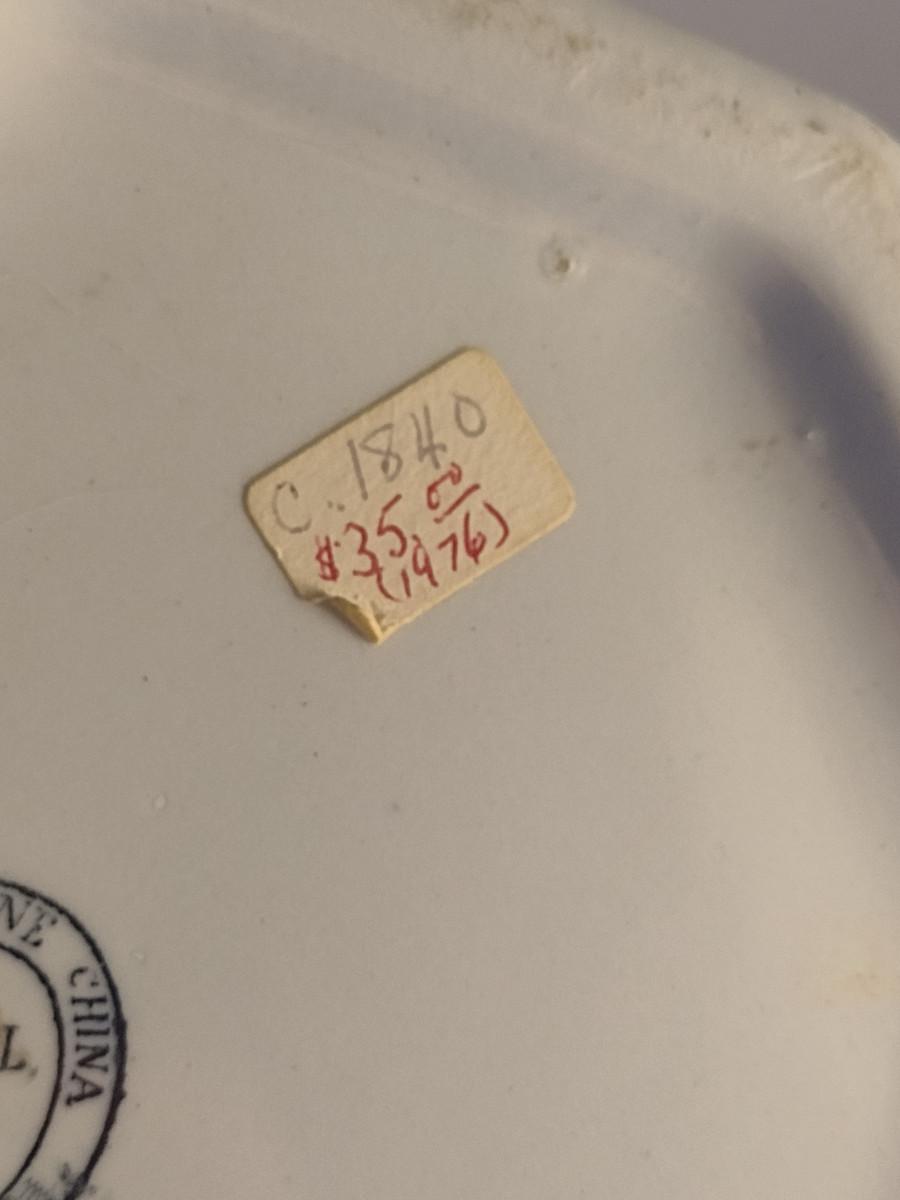 C. 1840
$35.00
(1976)
NE CHINA
L,